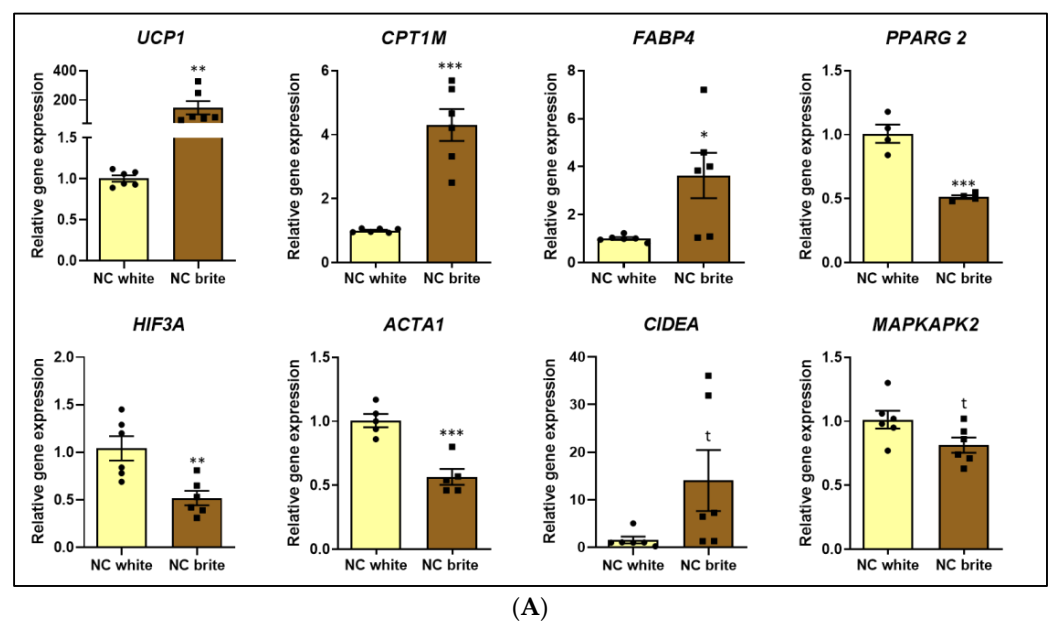 UCP1
CPT1M
FABP4
PPARG 2
Relative gene expression
400
200
1.5
1.0
0.5
0.0
**
NC white
NC brite
Relative gene expression
6
4
2
0
***
NC white
NC brite
Relative gene expression
8
6
4
2
0
*
NC white
NC brite
Relative gene expression
1.5
1.0
0.5
0.0
***
NC white
NC brite
HIF3A
ACTA1
CIDEA
MAPKAPK2
Relative gene expression
2.0
1.5
1.0
0.5
0.0
**
NC white
NC brite
Relative gene expression
1.5
1.0
0.5
0.0
***
NC white
NC brite
Relative gene expression
40
30
20
10
0
t
NC white
NC brite
Relative gene expression
1.5
1.0
0.5
0.0
t
NC white
NC brite
(A)